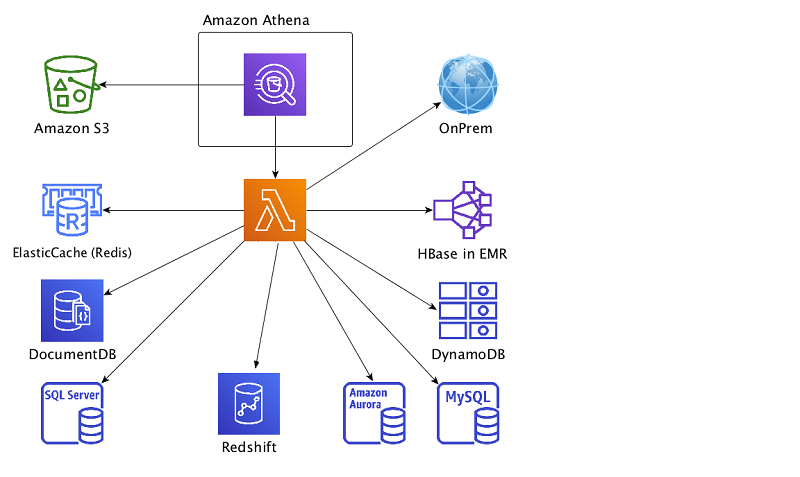 Amazon Athena
Amazon S3
OnPrem
R
ElasticCache (Redis)
HBase in EMR
DocumentDB
DynamoDB
SQL Server
Amazon
Aurora
MySQL
Redshift